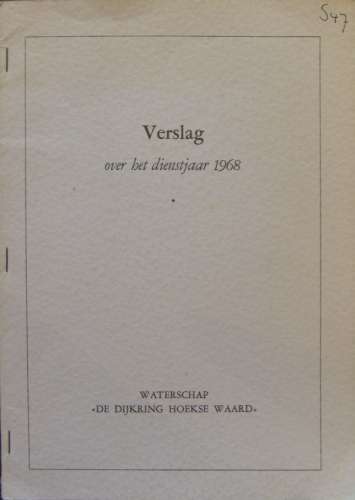 S47
Verslag
over het dienstjaar 1968
WATERSCHAP
«DE DIJKRING HOEKSE WAARD»